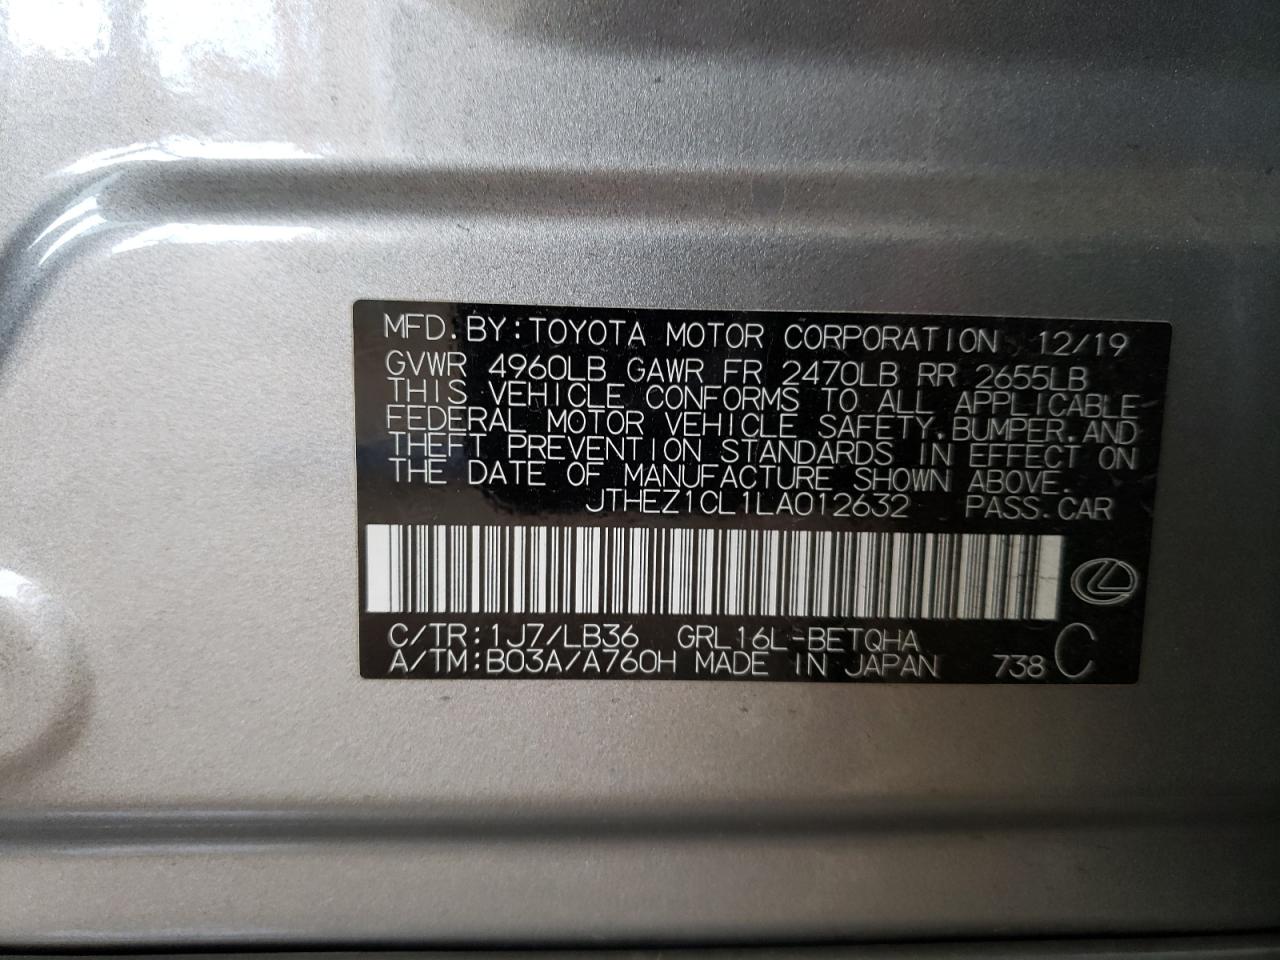 MFD. BY: TOYOTA MOTOR CORPORATION 12/19
GVWR 4960LB GAWR FR 2470LB RR 2655LB
THIS VEHICLE CONFORMS TO ALL APPLICABLE
FEDERAL MOTOR VEHICLE SAFETY, BUMPER, AND
THEFT PREVENTION STANDARDS IN EFFECT ON
THE DATE OF MANUFACTURE SHOWN ABOVE.
JTHEZ1CL1LA012632 PASS. CAR
C/TR: 1J7/LB36 GRL16L-BETQHA
A/TM: B03A/A760H MADE IN JAPAN 738 C